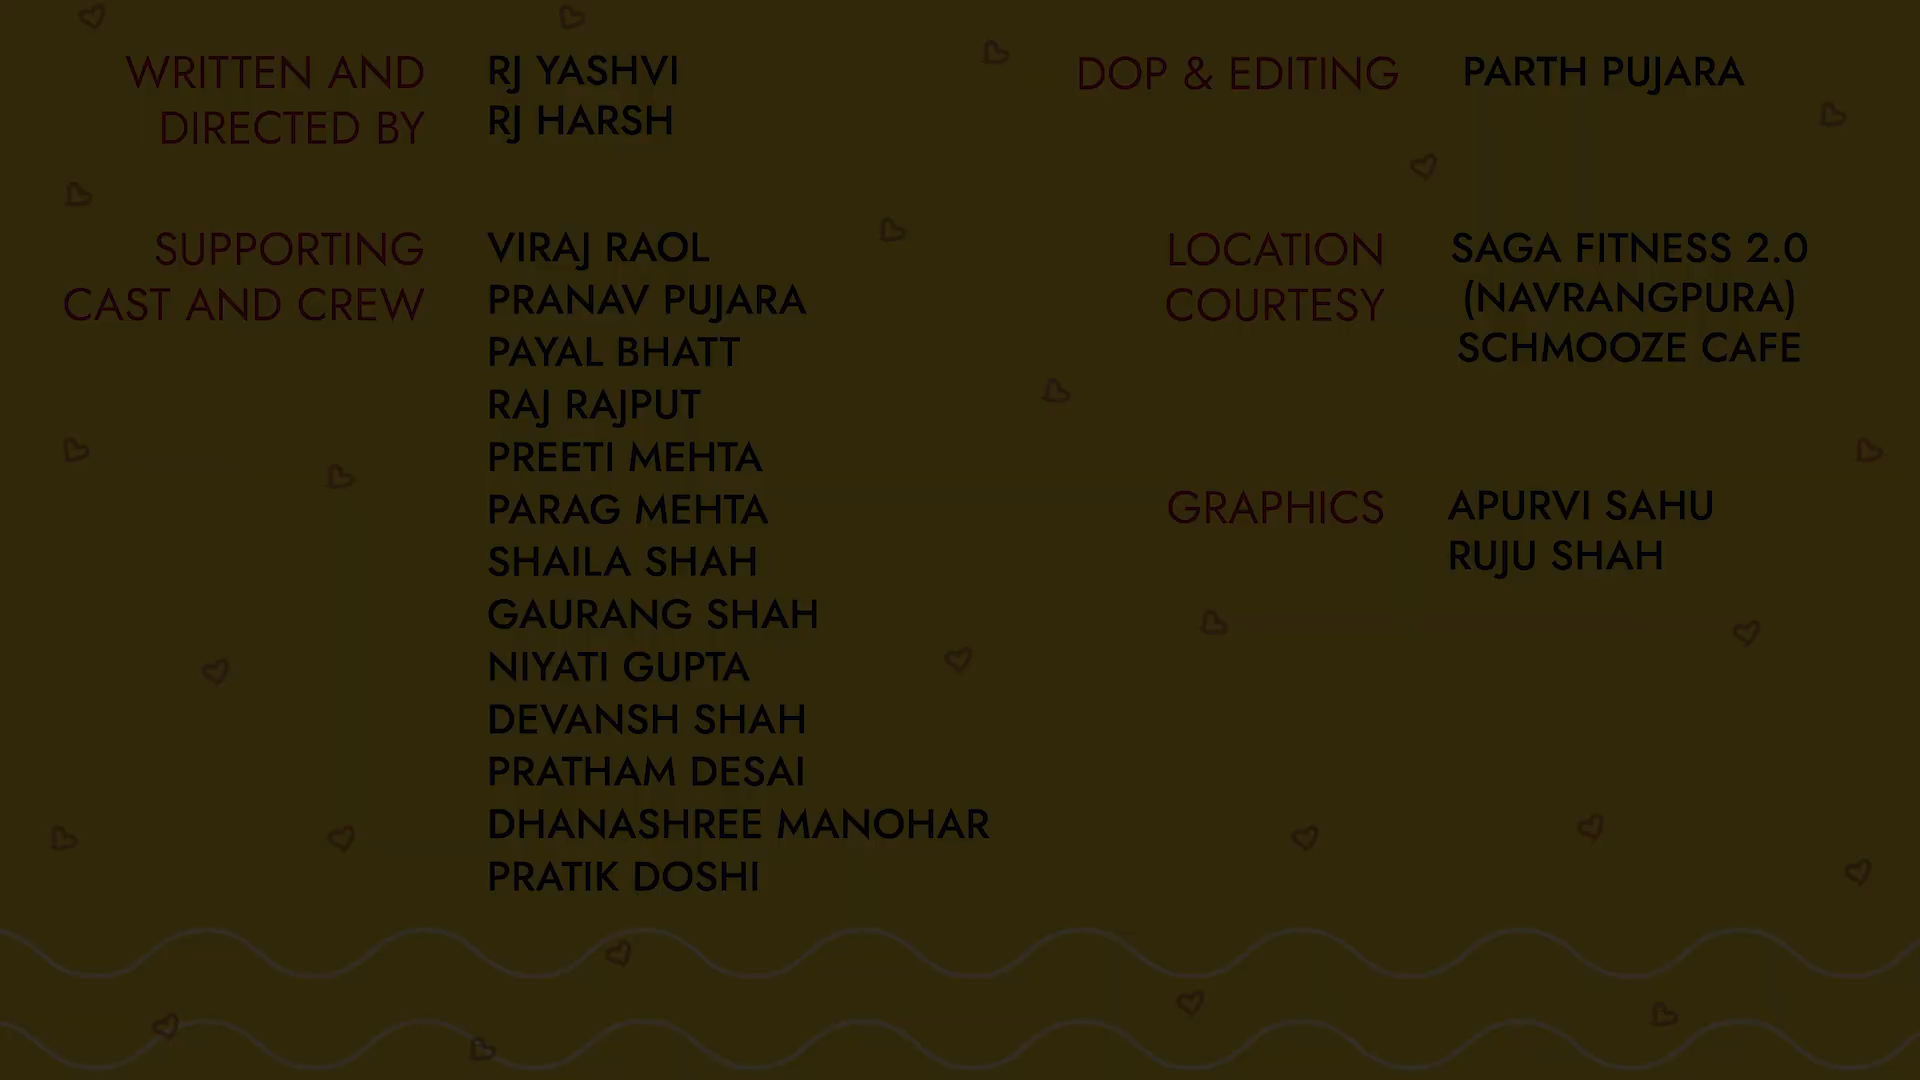 WRITTEN AND
DIRECTED BY
RJ YASHVI
RJ HARSH
SUPPORTING
CAST AND CREW
VIRAJ RAOL
PRANAV PUJARA
PAYAL BHATT
RAJ RAJPUT
PREETI MEHTA
PARAG MEHTA
SHAILA SHAH
GAURANG SHAH
NIYATI GUPTA
DEVANSH SHAH
PRATHAM DESAI
DHANASHREE MANOHAR
PRATIK DOSHI
DOP & EDITING
PARTH PUJARA
LOCATION
COURTESY
SAGA FITNESS 2.0
(NAVRANGPURA)
SCHMOOZE CAFE
GRAPHICS
APURVI SAHU
RUJU SHAH